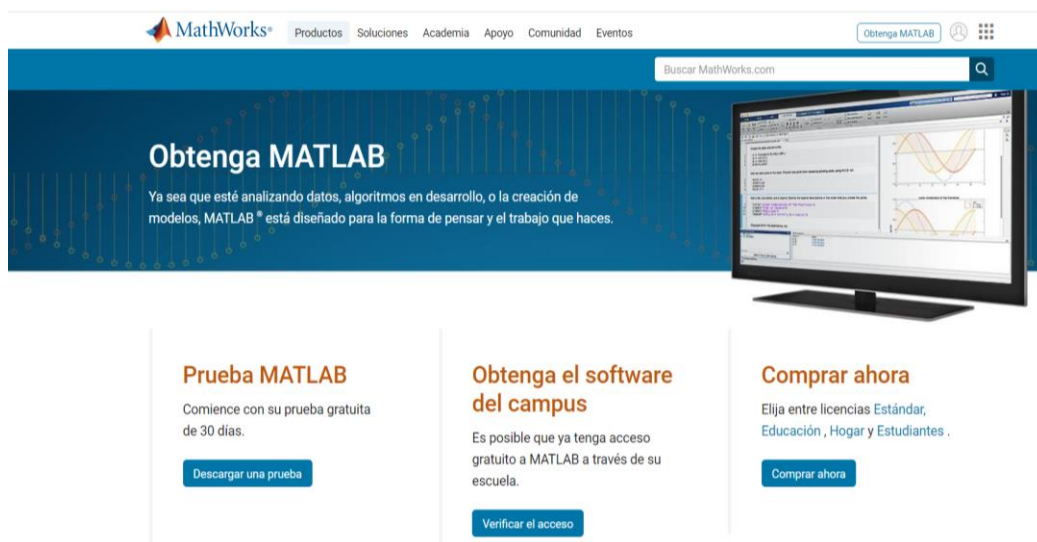 MathWorks®
Productos Soluciones Academia Apoyo Comunidad Eventos
Obtenga MATLAB
Buscar MathWorks.com
Obtenga MATLAB
Ya sea que esté analizando datos, algoritmos en desarrollo, o la creación de
modelos, MATLAB ® está diseñado para la forma de pensar y el trabajo que haces.
Prueba MATLAB
Comience con su prueba gratuita
de 30 días.
Descargar una prueba
Obtenga el software
del campus
Es posible que ya tenga acceso
gratuito a MATLAB a través de su
escuela.
Verificar el acceso
Comprar ahora
Elija entre licencias Estándar,
Educación , Hogar y Estudiantes .
Comprar ahora